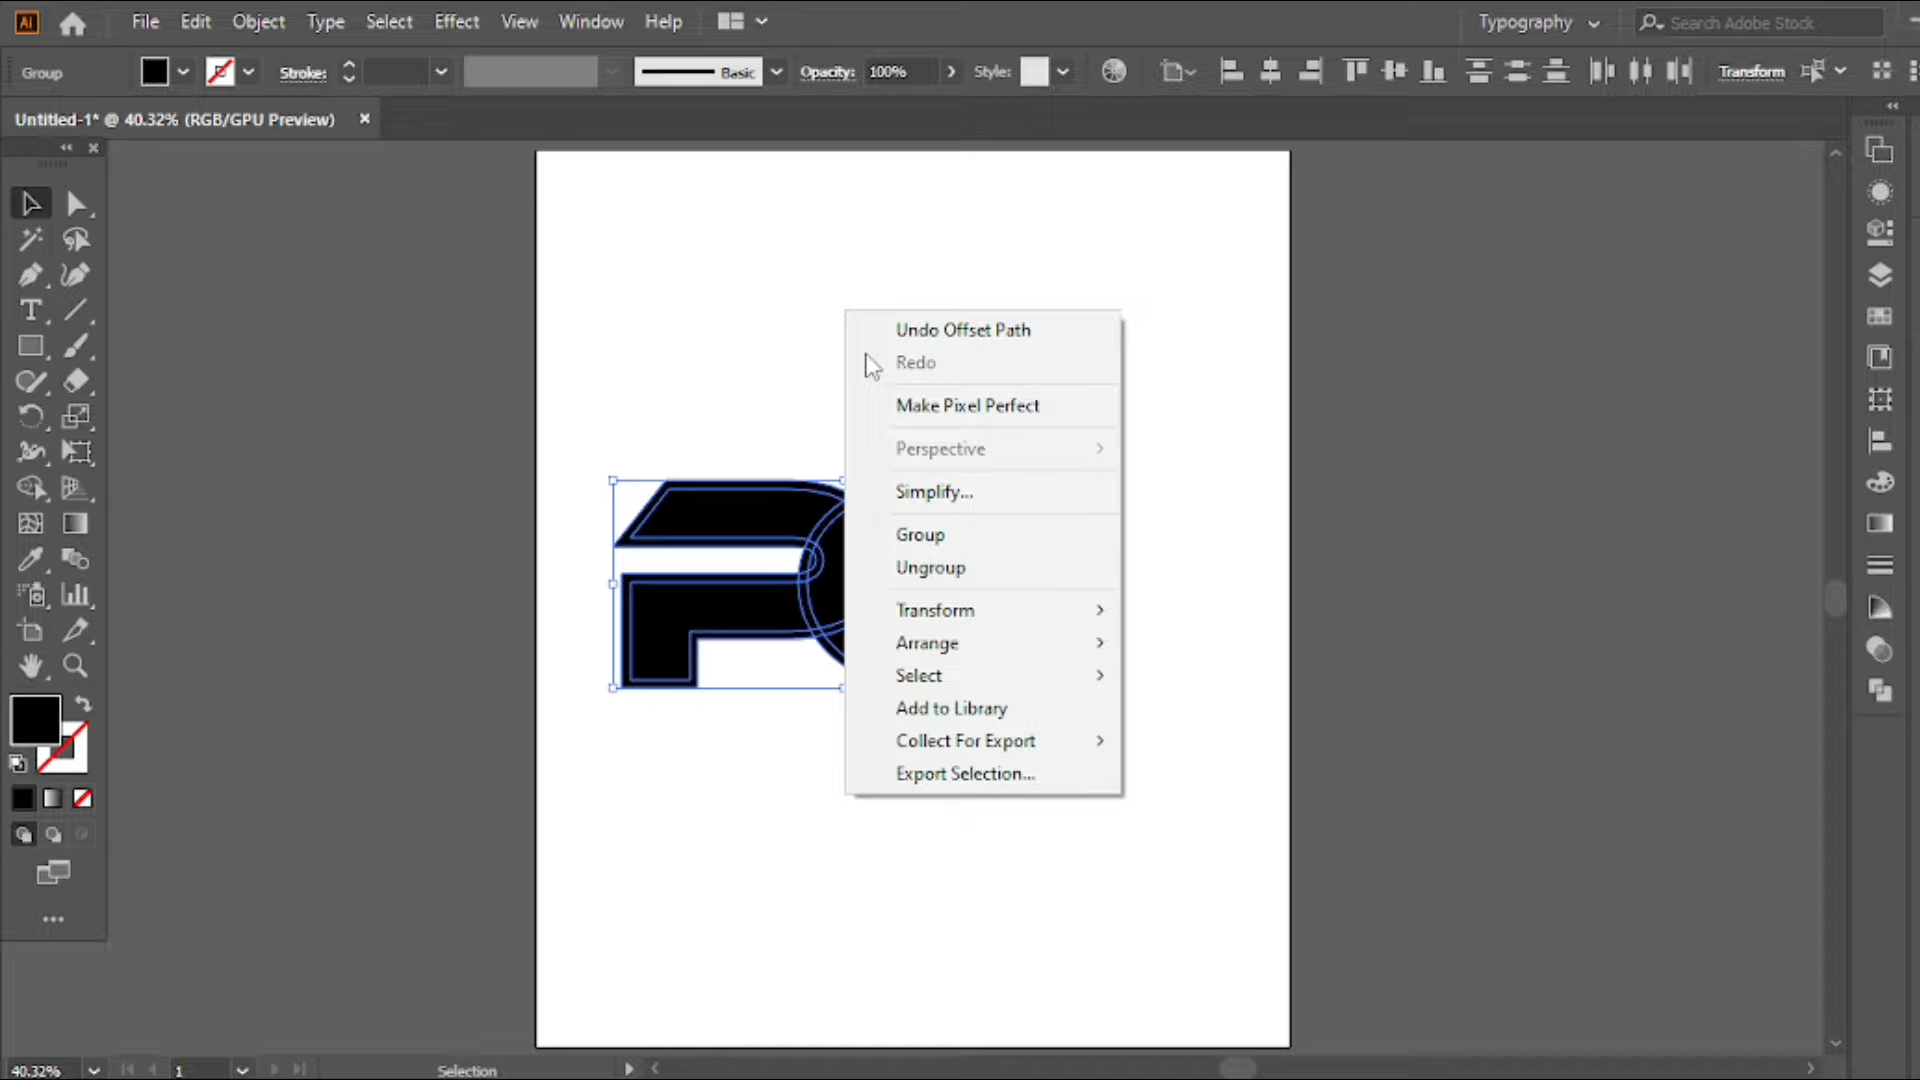 Ai File Edit Object Type Select Effect View Window Help Typography Search Adobe Stock
Group Stroke: Basic Opacity: 100% Style: Transform
Untitled-1* @ 40.32% (RGB/GPU Preview) ×
Undo Offset Path
Redo
Make Pixel Perfect
Perspective
Simplify...
Group
Ungroup
Transform
Arrange
Select
Add to Library
Collect For Export
Export Selection...
40.32% 1 Selection